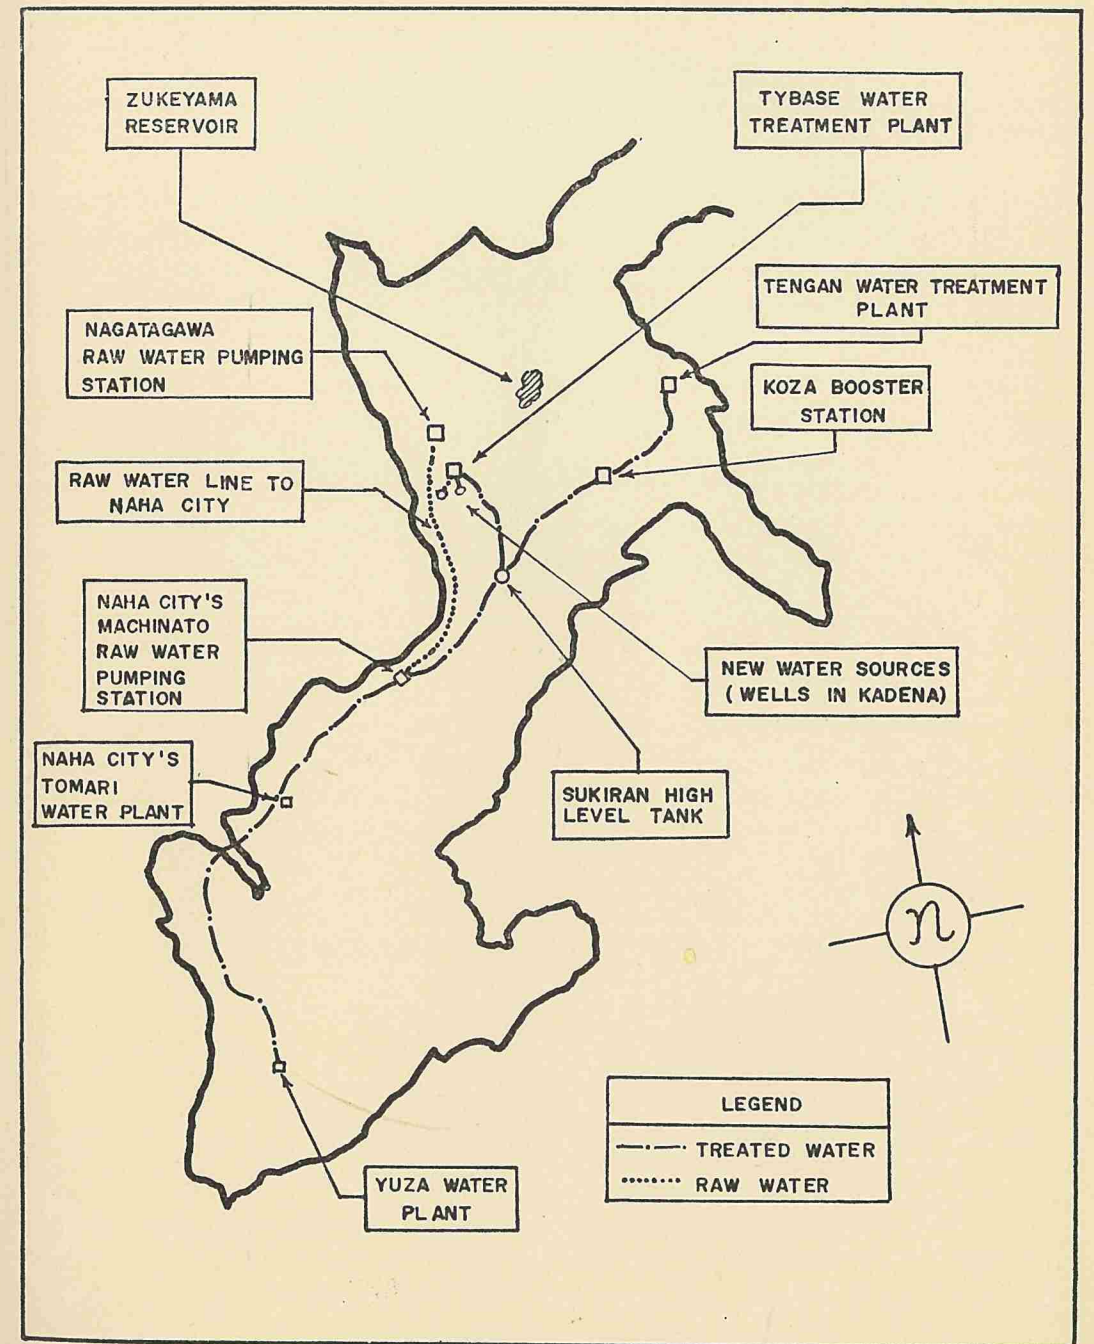 ZUKEYAMA
RESERVOIR
TYBASE WATER
TREATMENT PLANT
TENGAN WATER TREATMENT
PLANT
NAGATAGAWA
RAW WATER PUMPING
STATION
KOZA BOOSTER
STATION
RAW WATER LINE TO
NAHA CITY
NAHA CITY'S
MACHINATO
RAW WATER
PUMPING
STATION
NEW WATER SOURCES
(WELLS IN KADENA)
NAHA CITY'S
TOMARI
WATER PLANT
SUKIRAN HIGH
LEVEL TANK
n
LEGEND
TREATED WATER
RAW WATER
YUZA WATER
PLANT